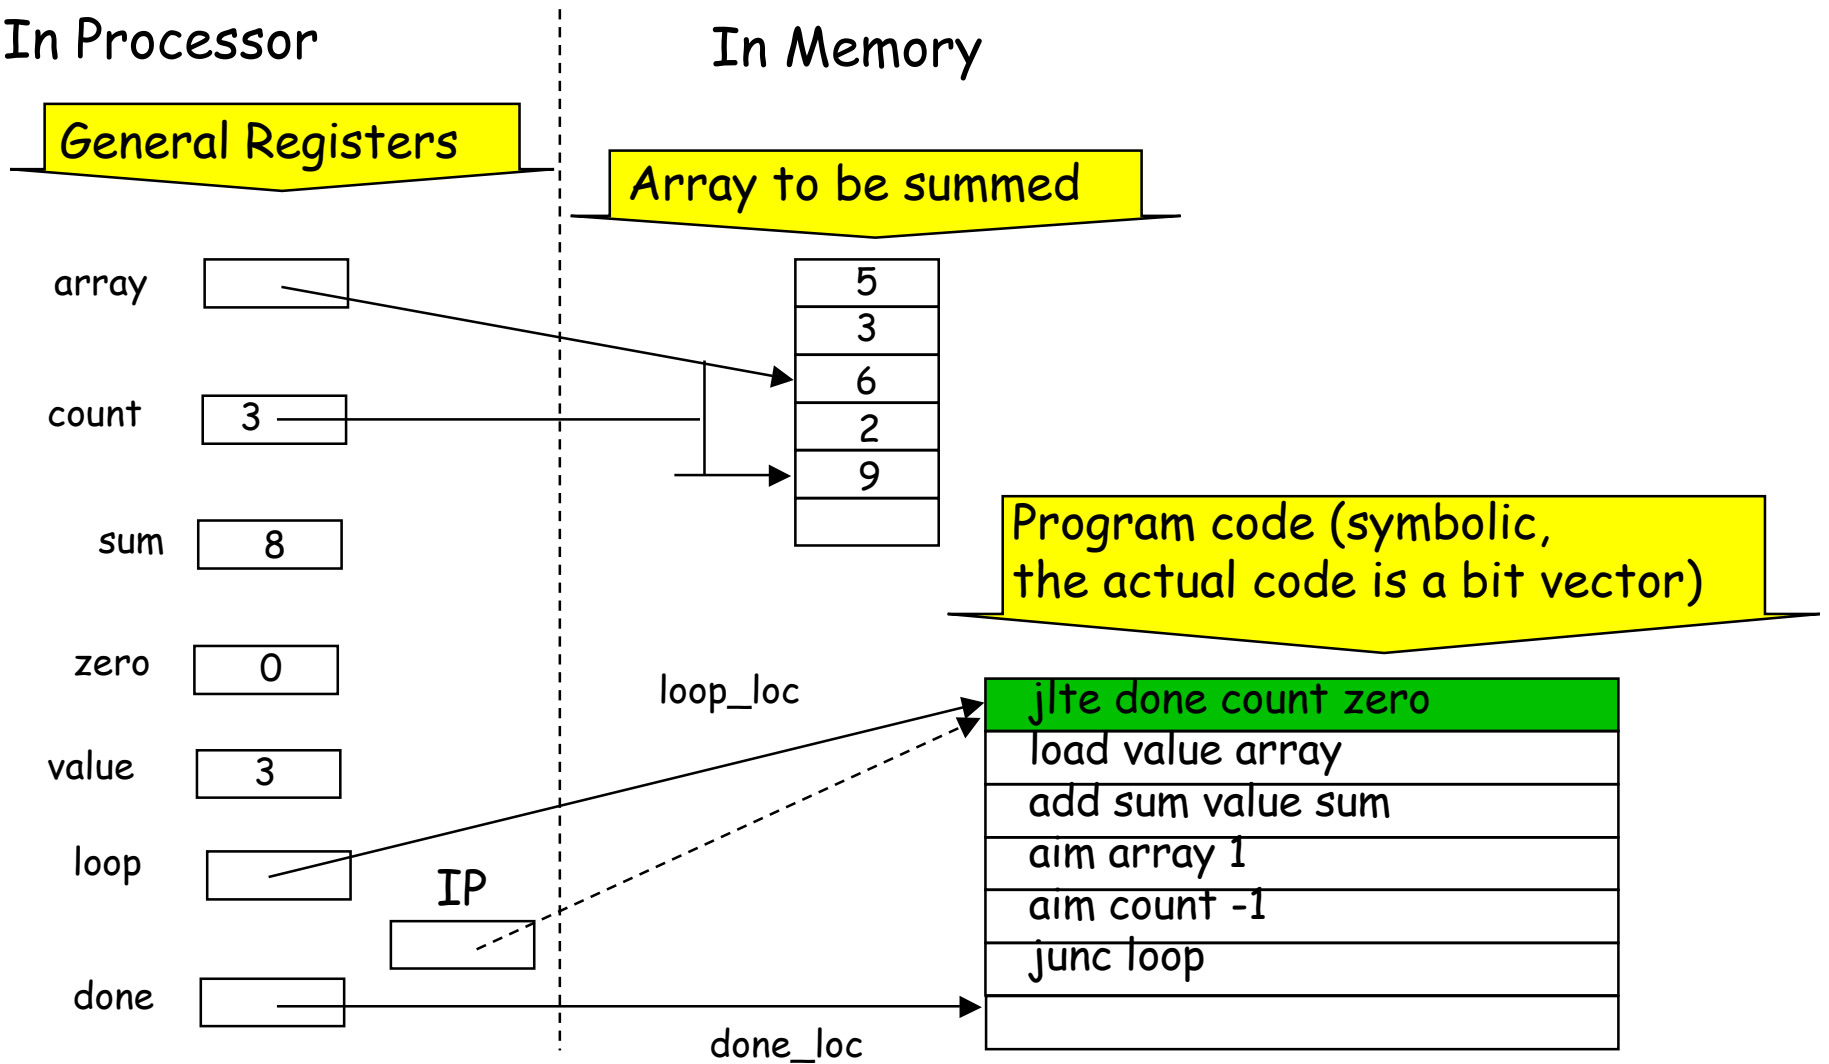 In Processor
In Memory
General Registers
Array to be summed
array
5
3
6
count 3
2
9
sum 8
Program code (symbolic,
the actual code is a bit vector)
zero 0
loop_loc
jlte done count zero
value 3
load value array
add sum value sum
loop
aim array 1
IP
aim count -1
junc loop
done
done_loc